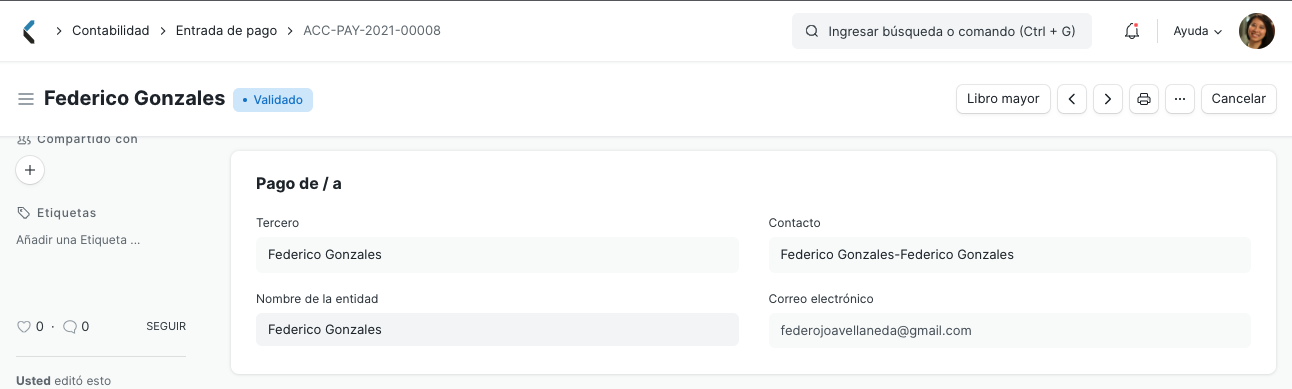 Contabilidad
Entrada de pago
ACC-PAY-2021-00008
Ingresar búsqueda o comando (Ctrl + G)
Ayuda
Federico Gonzales
Validado
Libro mayor
Cancelar
Compartido con
Etiquetas
Añadir una Etiqueta ...
0 · 0
SEGUIR
Usted editó esto
Pago de / a
Tercero
Federico Gonzales
Contacto
Federico Gonzales-Federico Gonzales
Nombre de la entidad
Federico Gonzales
Correo electrónico
federojoavellaneda@gmail.com